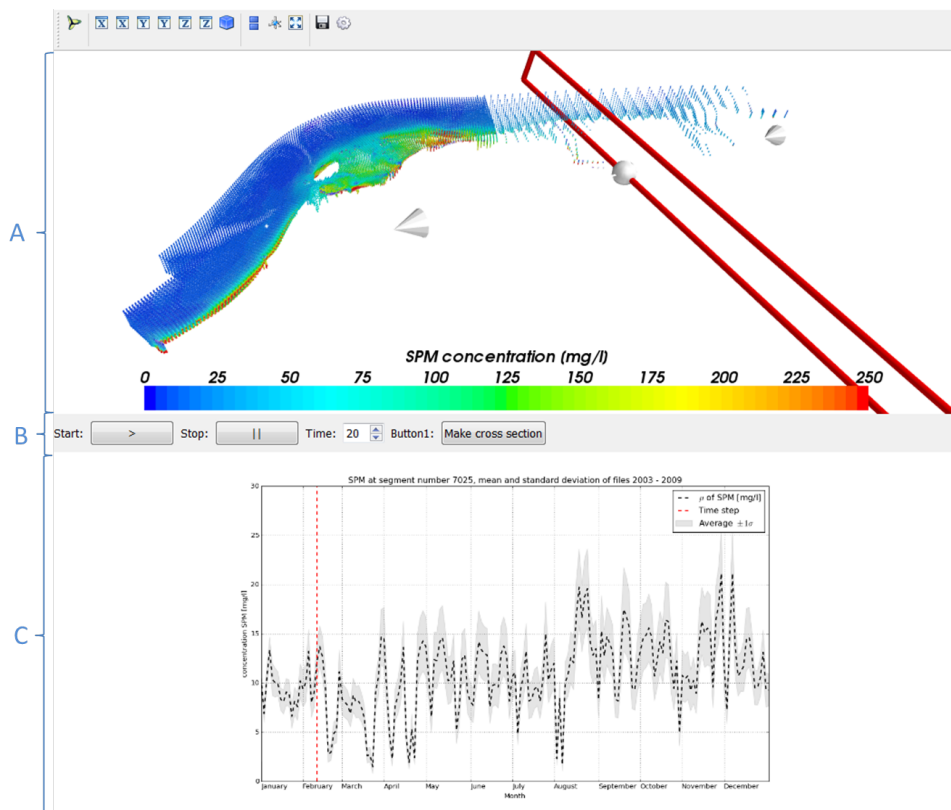 X X Y Y Z Z
A
SPM concentration (mg/l)
0 25 50 75 100 125 150 175 200 225 250
B
Start: > Stop: || Time: 20 Button1: Make cross section
C
SPM at segment number 7025, mean and standard deviation of files 2003 - 2009
μ of SPM [mg/l]
Time step
Average ±1σ
concentration SPM [mg/l]
30
25
20
15
10
5
0
January February March April May June July August September October November December
Month